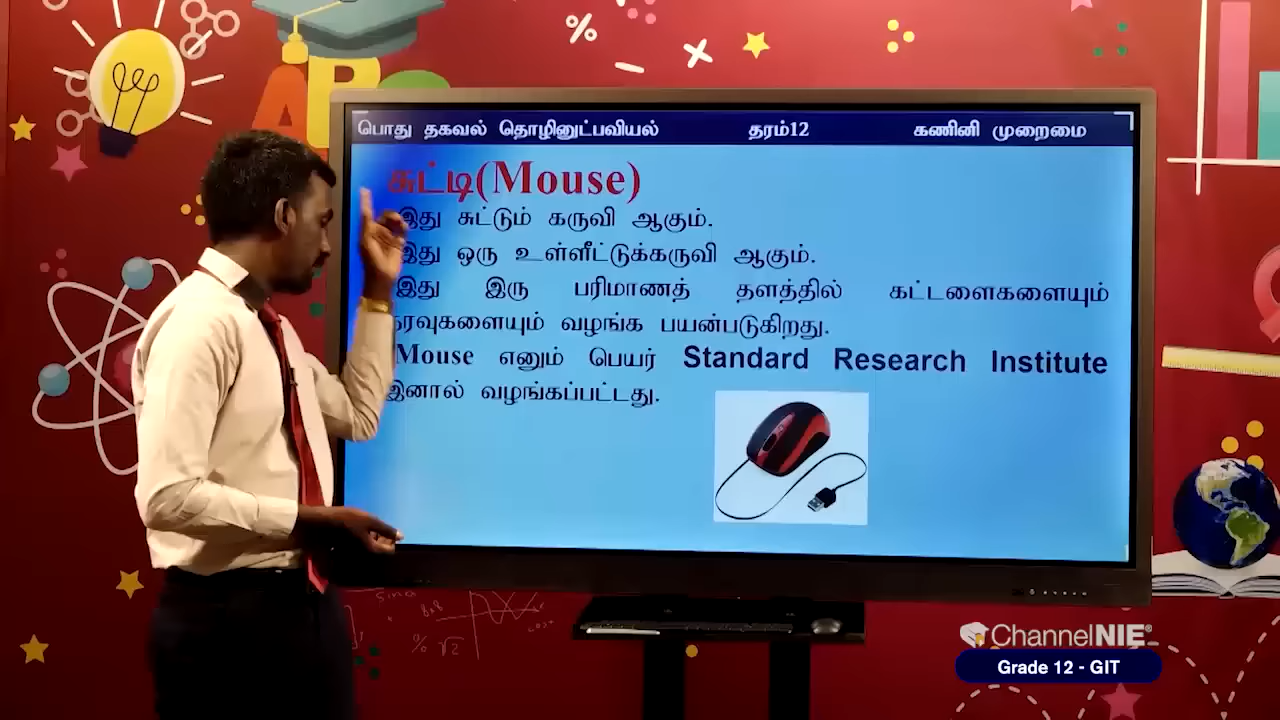 ABC
பொது தகவல் தொழினுட்பவியல் தரம்12 கணினி முறைமை
சுட்டி(Mouse)
இது சுட்டும் கருவி ஆகும்.
இது ஒரு உள்ளீட்டுக்கருவி ஆகும்.
இது இரு பரிமாணத் தளத்தில் கட்டளைகளையும்
தரவுகளையும் வழங்க பயன்படுகிறது.
Mouse எனும் பெயர் Standard Research Institute
இனால் வழங்கப்பட்டது.
ChannelNIE®
Grade 12 - GIT